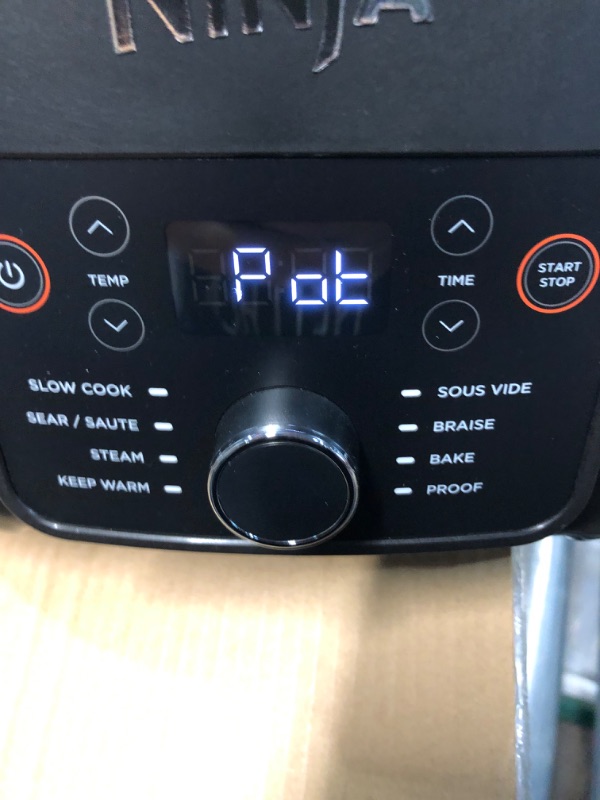 NINJA
Pot
TEMP
TIME
START
STOP
SLOW COOK
SOUS VIDE
SEAR / SAUTE
BRAISE
STEAM
BAKE
KEEP WARM
PROOF